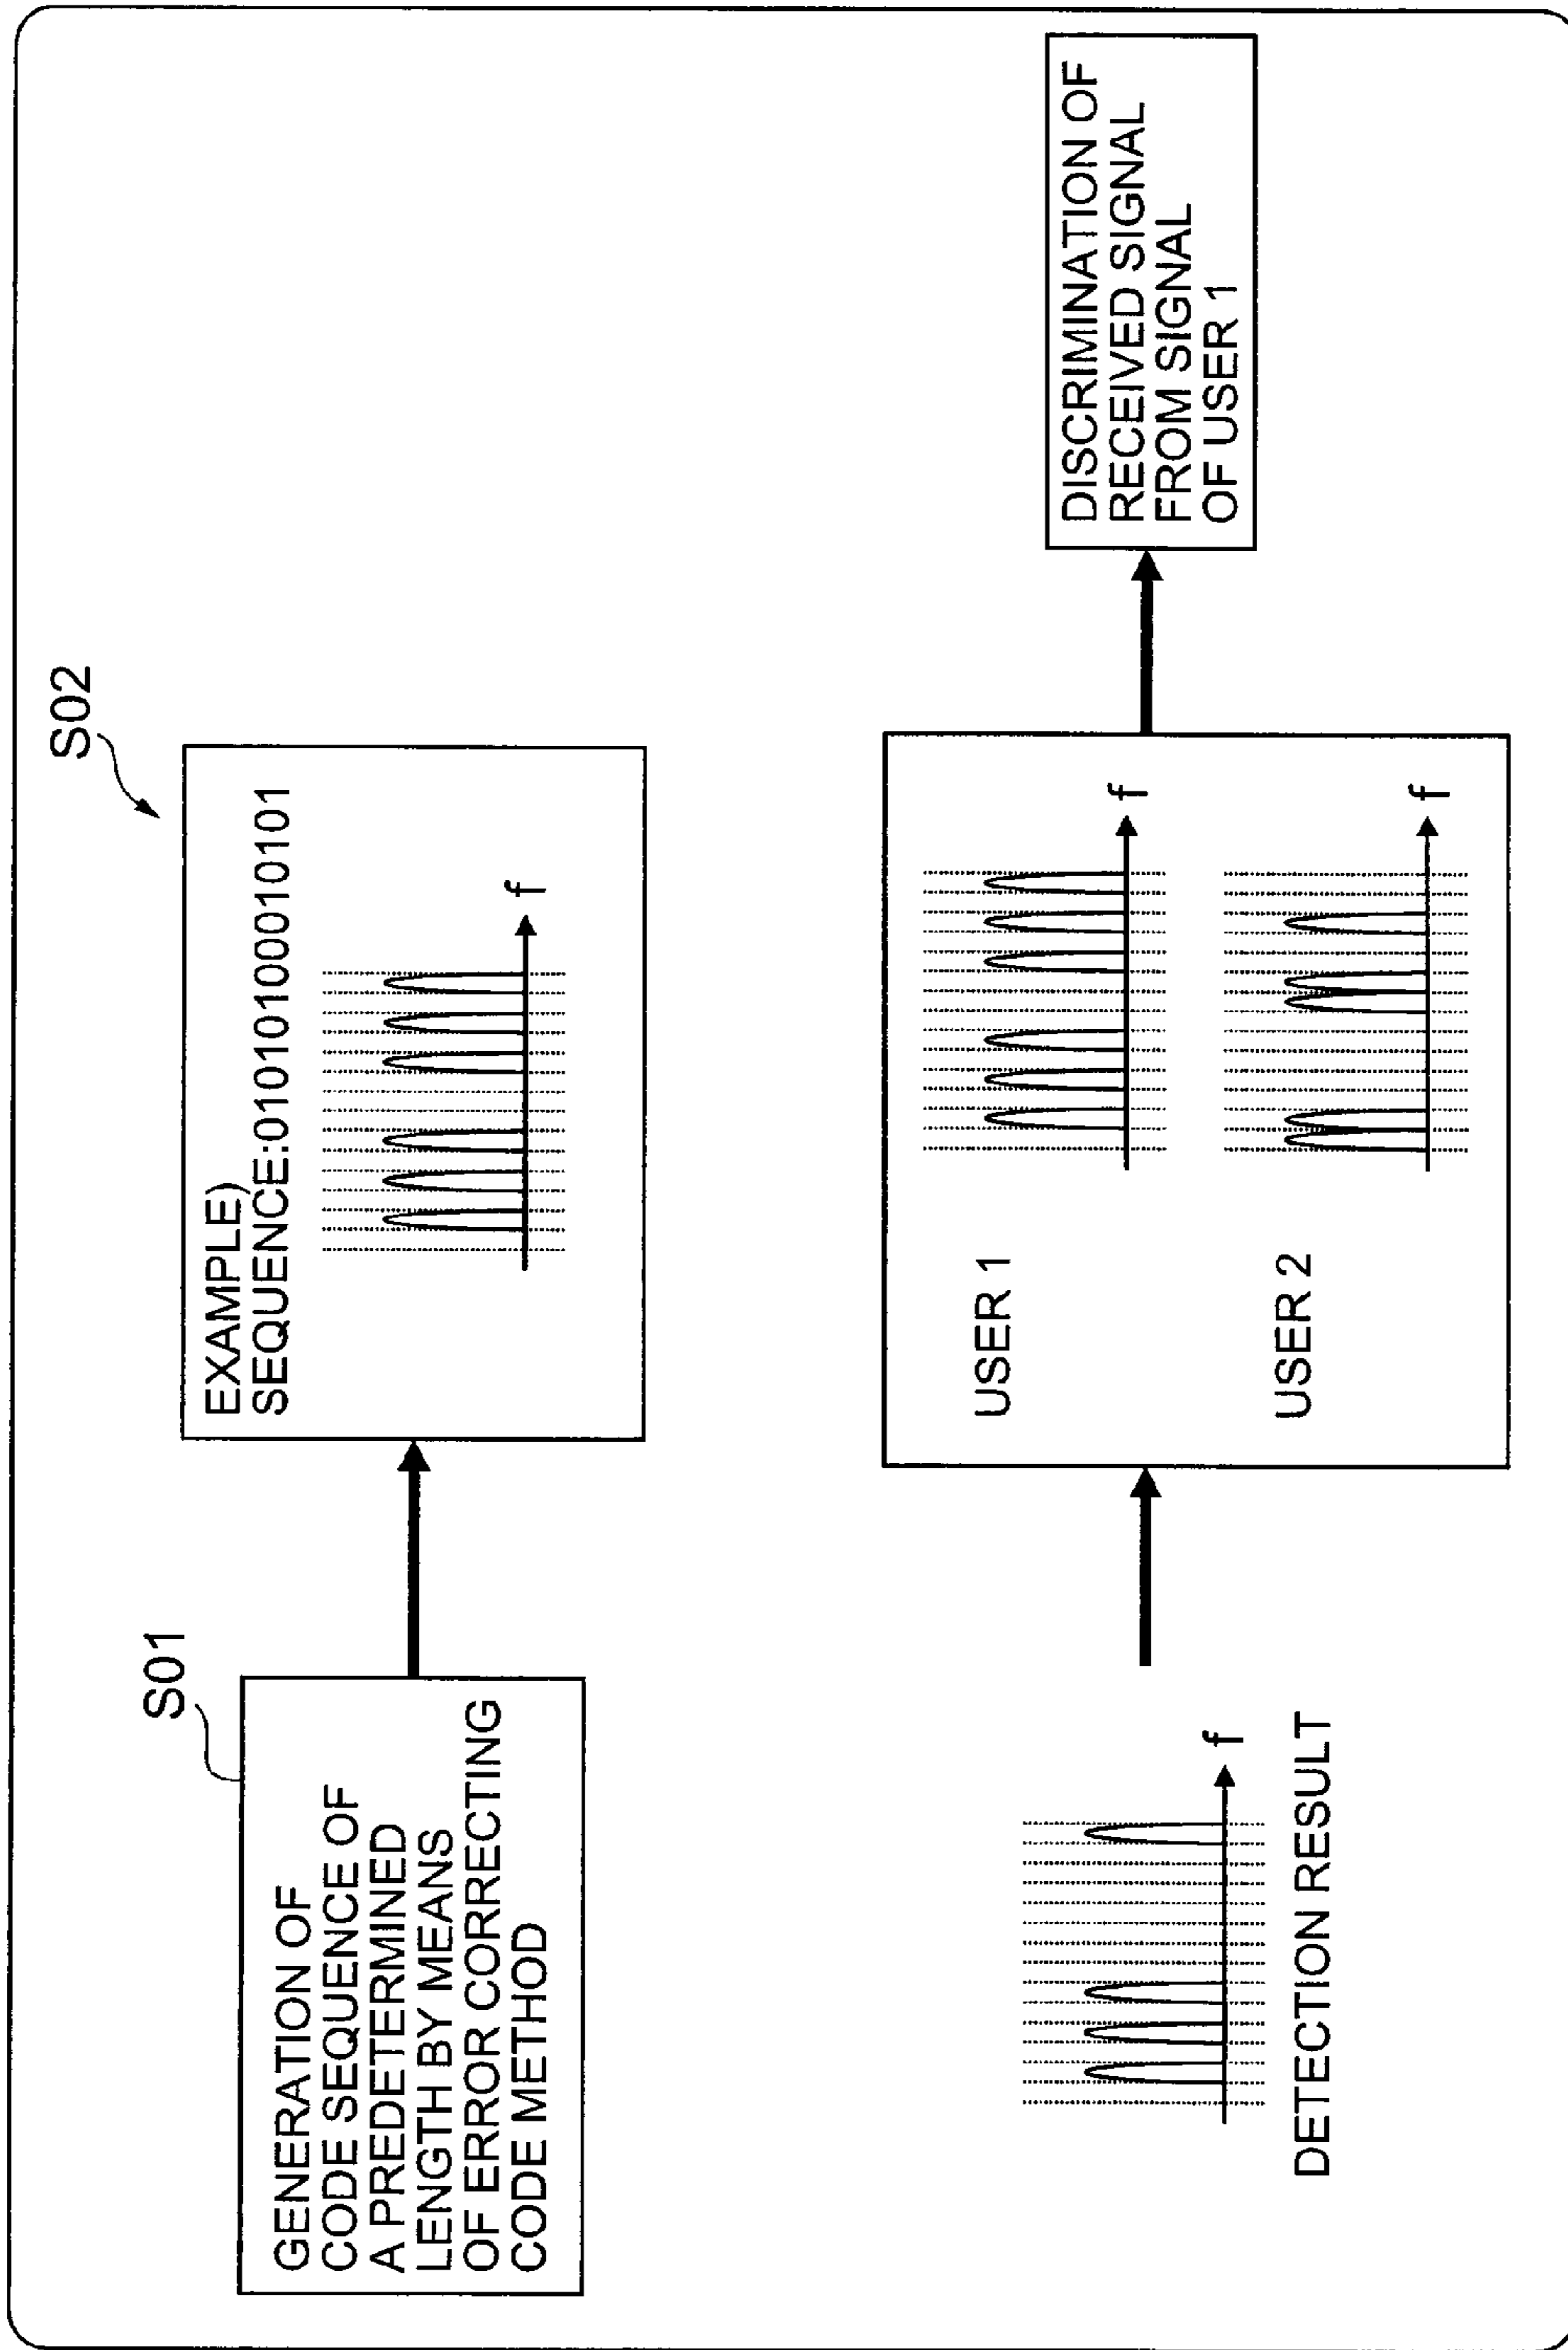 S01
GENERATION OF
CODE SEQUENCE OF
A PREDETERMINED
LENGTH BY MEANS
OF ERROR CORRECTING
CODE METHOD
S02
EXAMPLE)
SEQUENCE:01010100010101
f
f
DETECTION RESULT
USER 1
f
USER 2
f
DISCRIMINATION OF
RECEIVED SIGNAL
FROM SIGNAL
OF USER 1